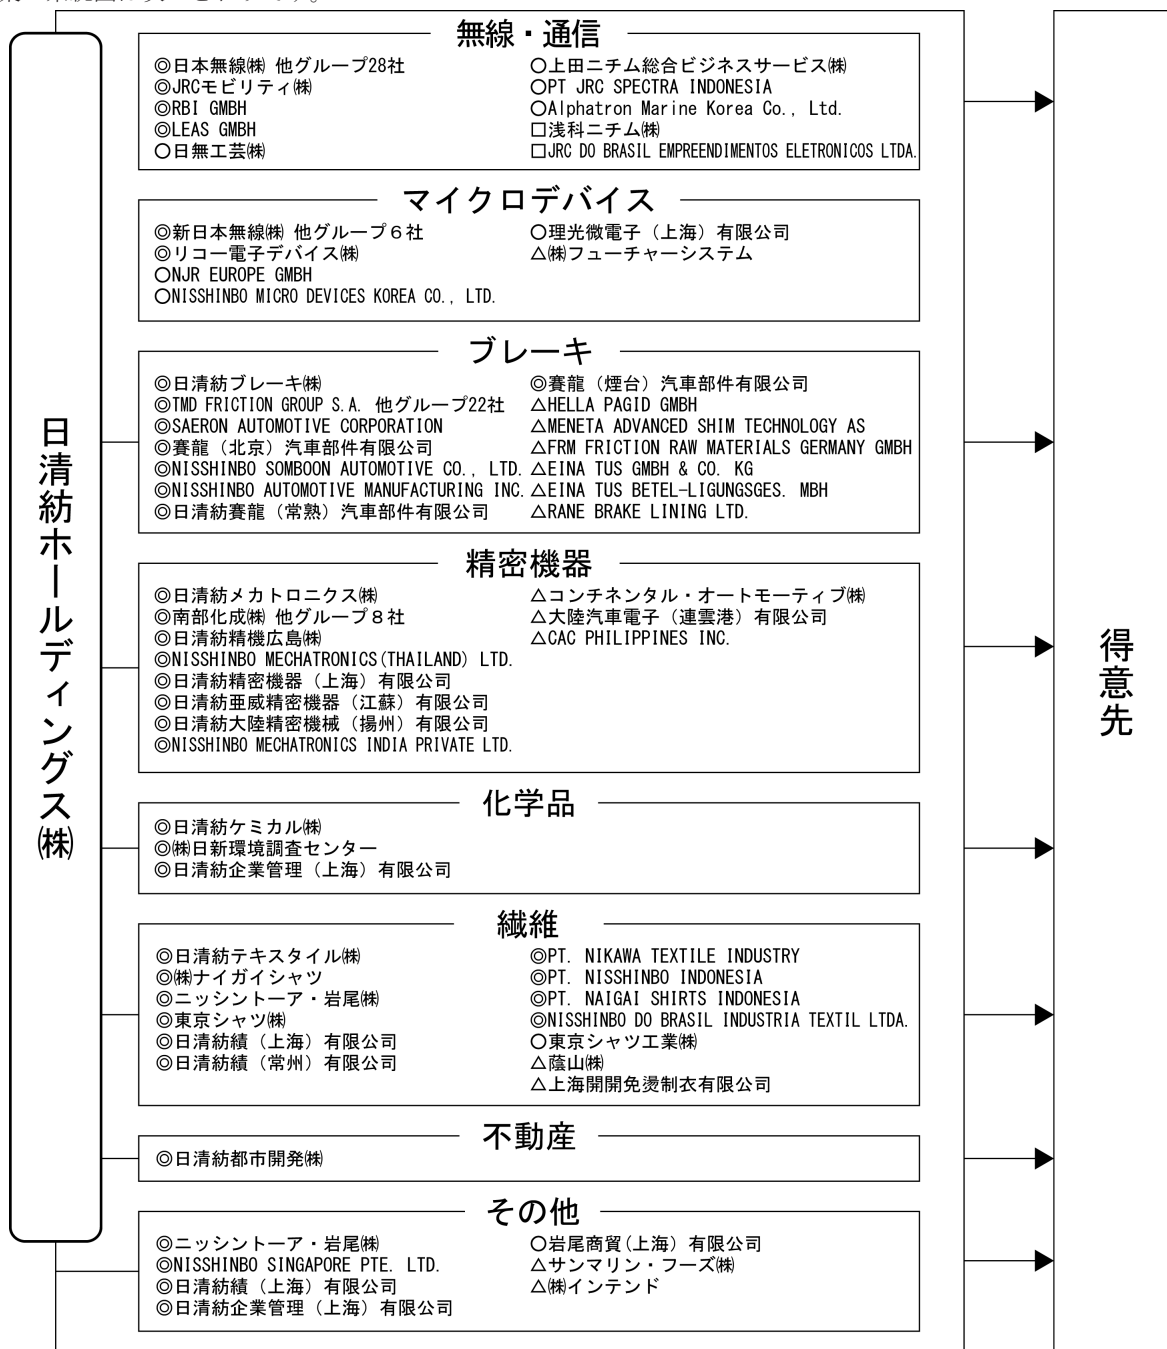 日清紡ホールディングス㈱
無線・通信
◎日本無線㈱ 他グループ28社
◎JRCモビリティ㈱
◎RBI GMBH
◎LEAS GMBH
○日無工芸㈱
○上田ニチム総合ビジネスサービス㈱
○PT JRC SPECTRA INDONESIA
○Alphatron Marine Korea Co., Ltd.
□浅科ニチム㈱
□JRC DO BRASIL EMPREENDIMENTOS ELETRONICOS LTDA.
マイクロデバイス
◎新日本無線㈱ 他グループ6社
◎リコー電子デバイス㈱
○NJR EUROPE GMBH
○NISSHINBO MICRO DEVICES KOREA CO., LTD.
○理光微電子（上海）有限公司
△㈱フューチャーシステム
ブレーキ
◎日清紡ブレーキ㈱
◎TMD FRICTION GROUP S.A. 他グループ22社
◎SAERON AUTOMOTIVE CORPORATION
◎賽龍（北京）汽車部件有限公司
◎NISSHINBO SOMBOON AUTOMOTIVE CO., LTD.
◎NISSHINBO AUTOMOTIVE MANUFACTURING INC.
◎日清紡賽龍（常熟）汽車部件有限公司
◎賽龍（煙台）汽車部件有限公司
△HELLA PAGID GMBH
△MENETA ADVANCED SHIM TECHNOLOGY AS
△FRM FRICTION RAW MATERIALS GERMANY GMBH
△EINA TUS GMBH & CO. KG
△EINA TUS BETEL-LIGUNGSGES. MBH
△RANE BRAKE LINING LTD.
精密機器
◎日清紡メカトロニクス㈱
◎南部化成㈱ 他グループ8社
◎日清紡精機広島㈱
◎NISSHINBO MECHATRONICS(THAILAND) LTD.
◎日清紡精密機器（上海）有限公司
◎日清紡亜威精密機器（江蘇）有限公司
◎日清紡大陸精密機械（揚州）有限公司
◎NISSHINBO MECHATRONICS INDIA PRIVATE LTD.
△コンチネンタル・オートモーティブ㈱
△大陸汽車電子（連雲港）有限公司
△CAC PHILIPPINES INC.
化学品
◎日清紡ケミカル㈱
◎㈱日新環境調査センター
◎日清紡企業管理（上海）有限公司
繊維
◎日清紡テキスタイル㈱
◎㈱ナイガイシャツ
◎ニッシントーア・岩尾㈱
◎東京シャツ㈱
◎日清紡績（上海）有限公司
◎日清紡績（常州）有限公司
◎PT. NIKAWA TEXTILE INDUSTRY
◎PT. NISSHINBO INDONESIA
◎PT. NAIGAI SHIRTS INDONESIA
◎NISSHINBO DO BRASIL INDUSTRIA TEXTIL LTDA.
○東京シャツ工業㈱
△蔭山㈱
△上海開開免燙制衣有限公司
不動産
◎日清紡都市開発㈱
その他
◎ニッシントーア・岩尾㈱
◎NISSHINBO SINGAPORE PTE. LTD.
◎日清紡績（上海）有限公司
◎日清紡企業管理（上海）有限公司
○岩尾商貿(上海）有限公司
△サンマリン・フーズ㈱
△㈱インテンド
得意先